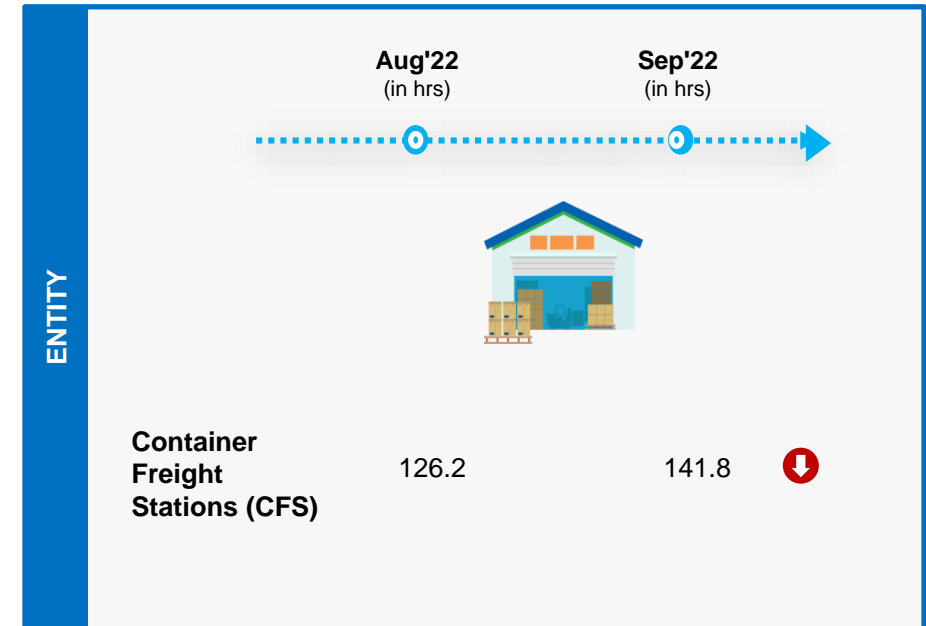 Aug'22
(in hrs)
Sep'22
(in hrs)
ENTITY
Container
Freight
Stations (CFS)
126.2
141.8